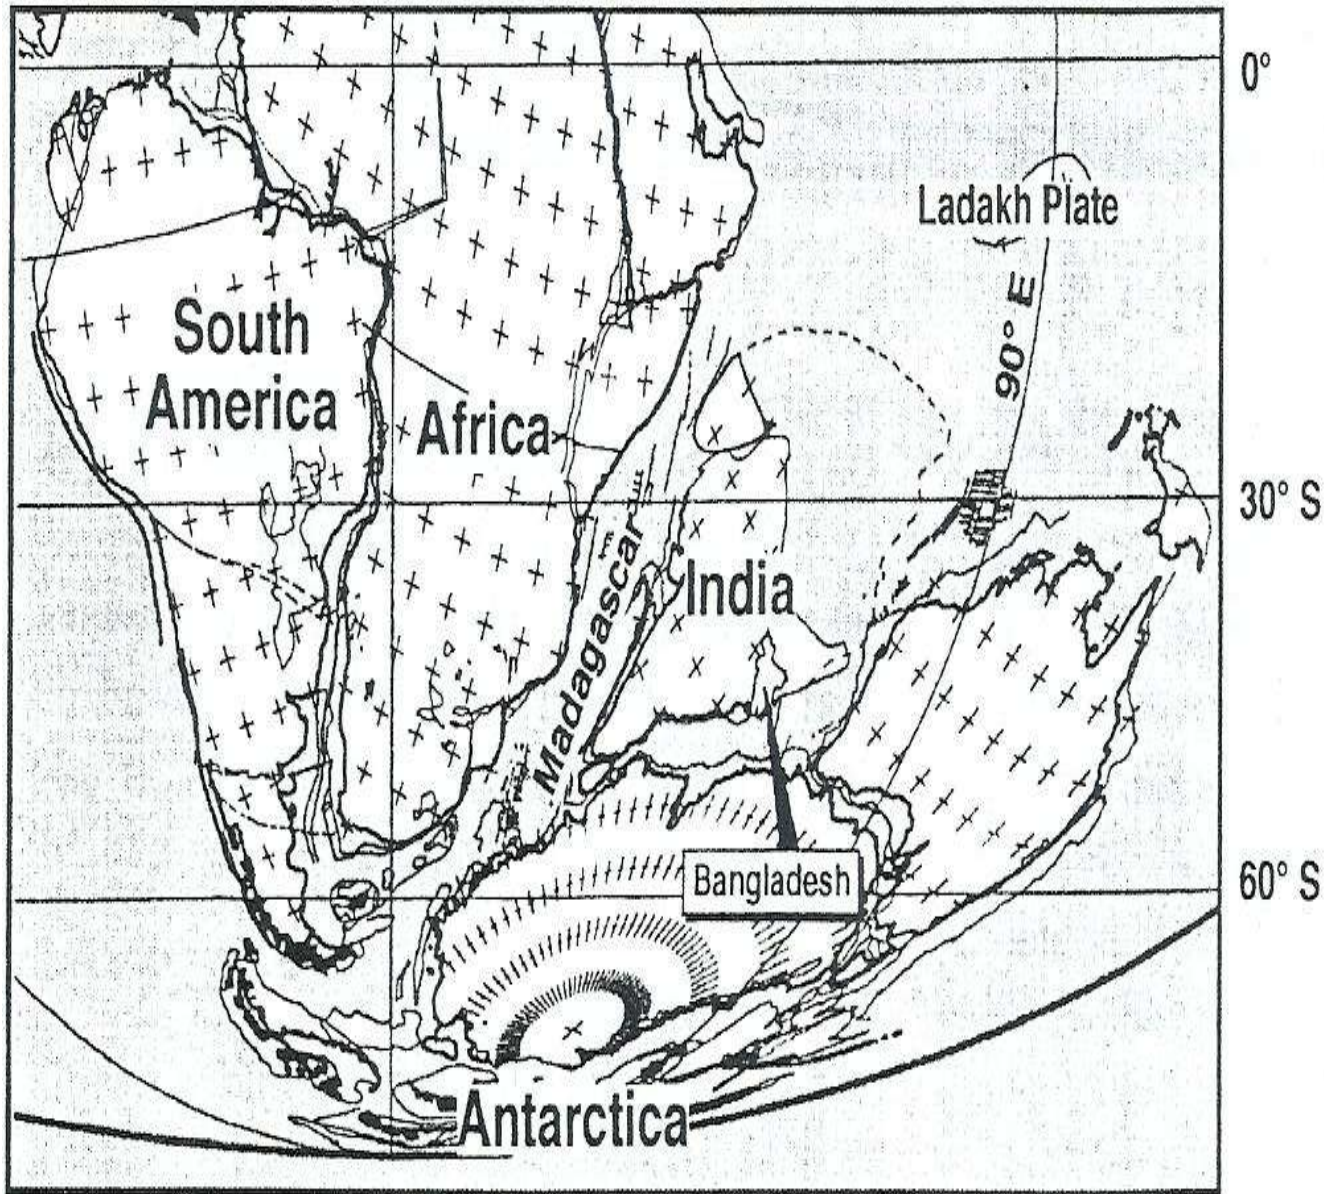 0°
Ladakh Plate
90° E
South
America
Africa
30° S
Madagascar
India
Bangladesh
60° S
Antarctica